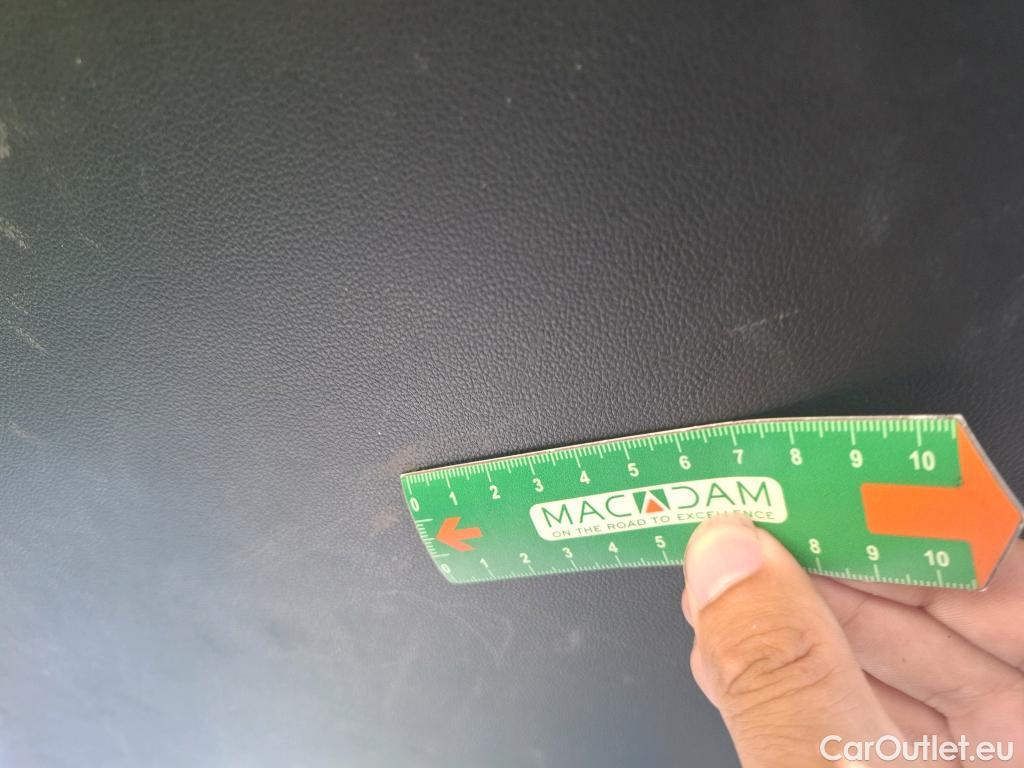 0 1 2 3 4 5 6 7 8 9 10
MACADAM
ON THE ROAD TO EXCELLENCE
0 1 2 3 4 5 8 9 10
CarOutlet.eu